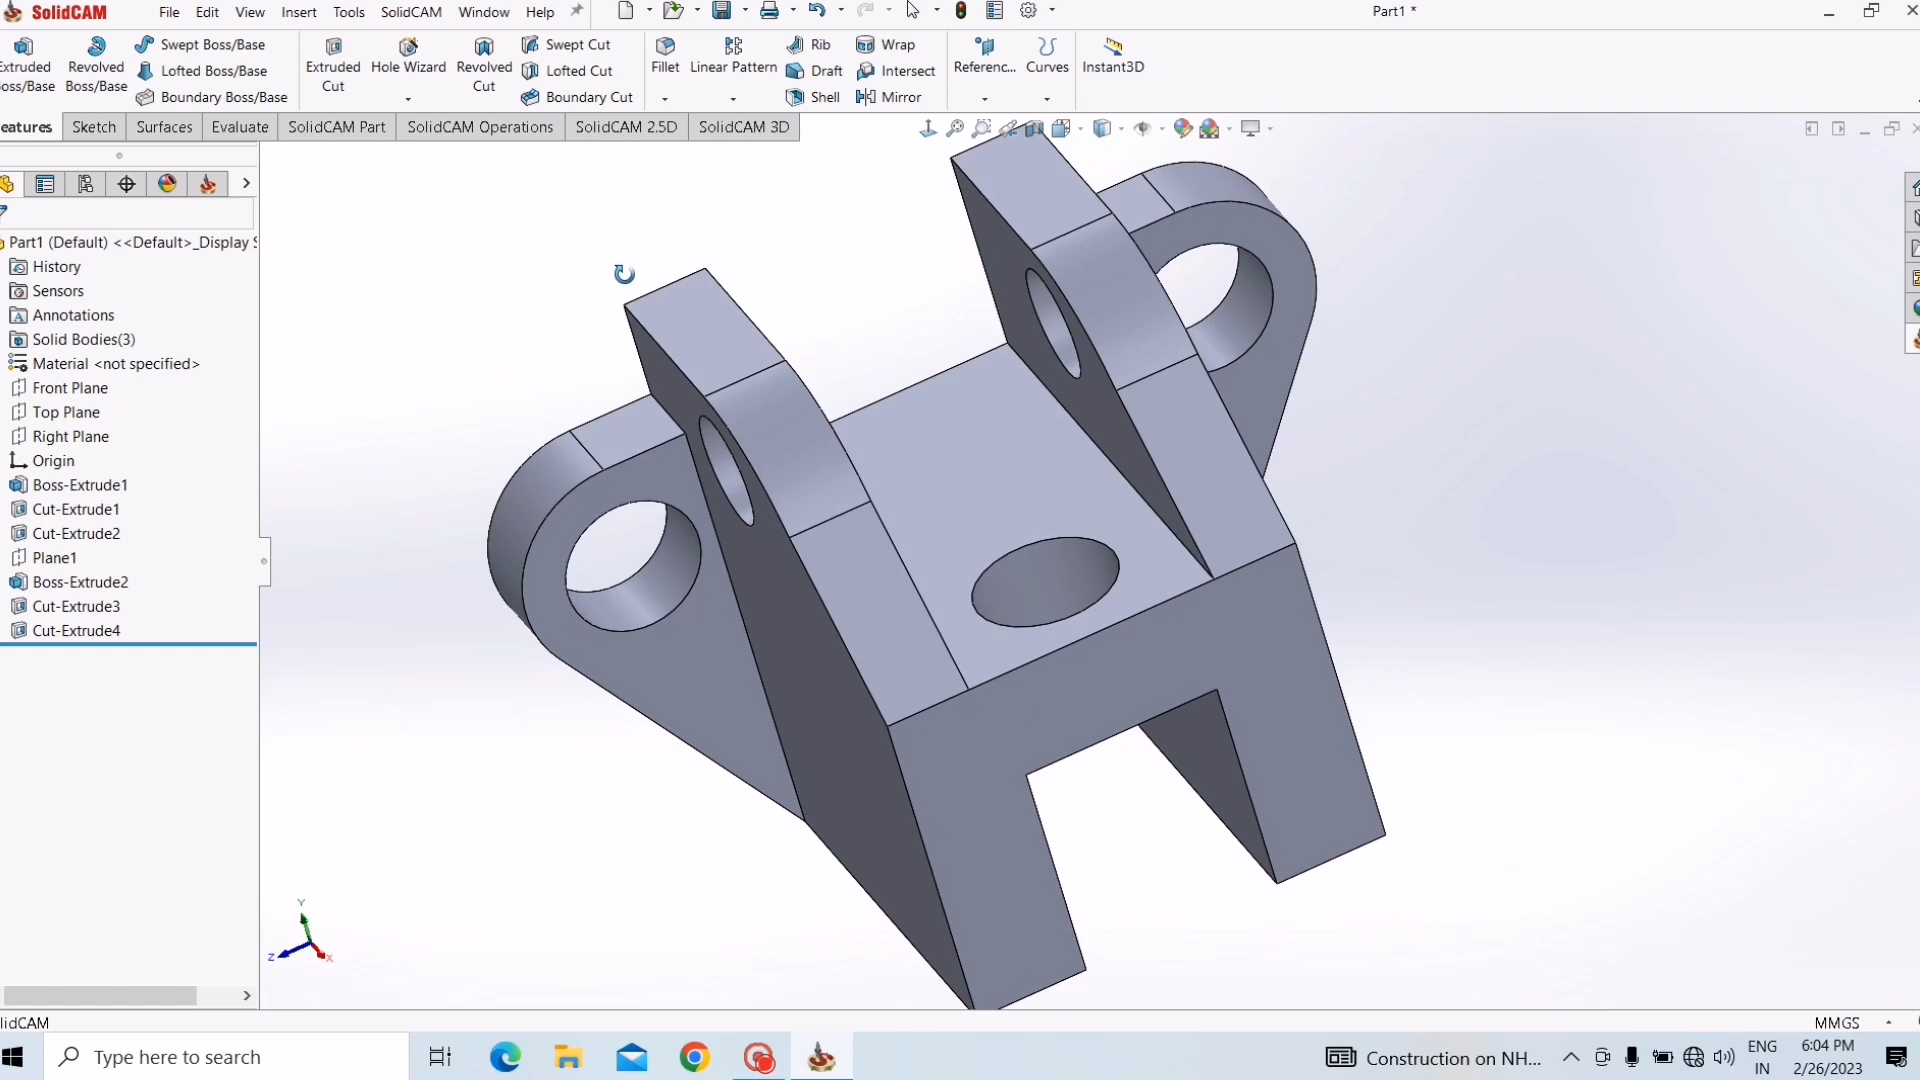 SolidCAM File Edit View Insert Tools SolidCAM Window Help Part1 *
Swept Boss/Base Swept Cut Rib Wrap
Extruded Boss/Base Revolved Boss/Base Lofted Boss/Base Extruded Cut Hole Wizard Revolved Cut Lofted Cut Fillet Linear Pattern Draft Intersect Referenc... Curves Instant3D
Boundary Boss/Base Boundary Cut Shell Mirror
eatures Sketch Surfaces Evaluate SolidCAM Part SolidCAM Operations SolidCAM 2.5D SolidCAM 3D
Part1 (Default) <<Default>_Display S
History
Sensors
Annotations
Solid Bodies(3)
Material <not specified>
Front Plane
Top Plane
Right Plane
Origin
Boss-Extrude1
Cut-Extrude1
Cut-Extrude2
Plane1
Boss-Extrude2
Cut-Extrude3
Cut-Extrude4
Y
Z X
lidCAM MMGS
Type here to search Construction on NH... ENG 6:04 PM
IN 2/26/2023